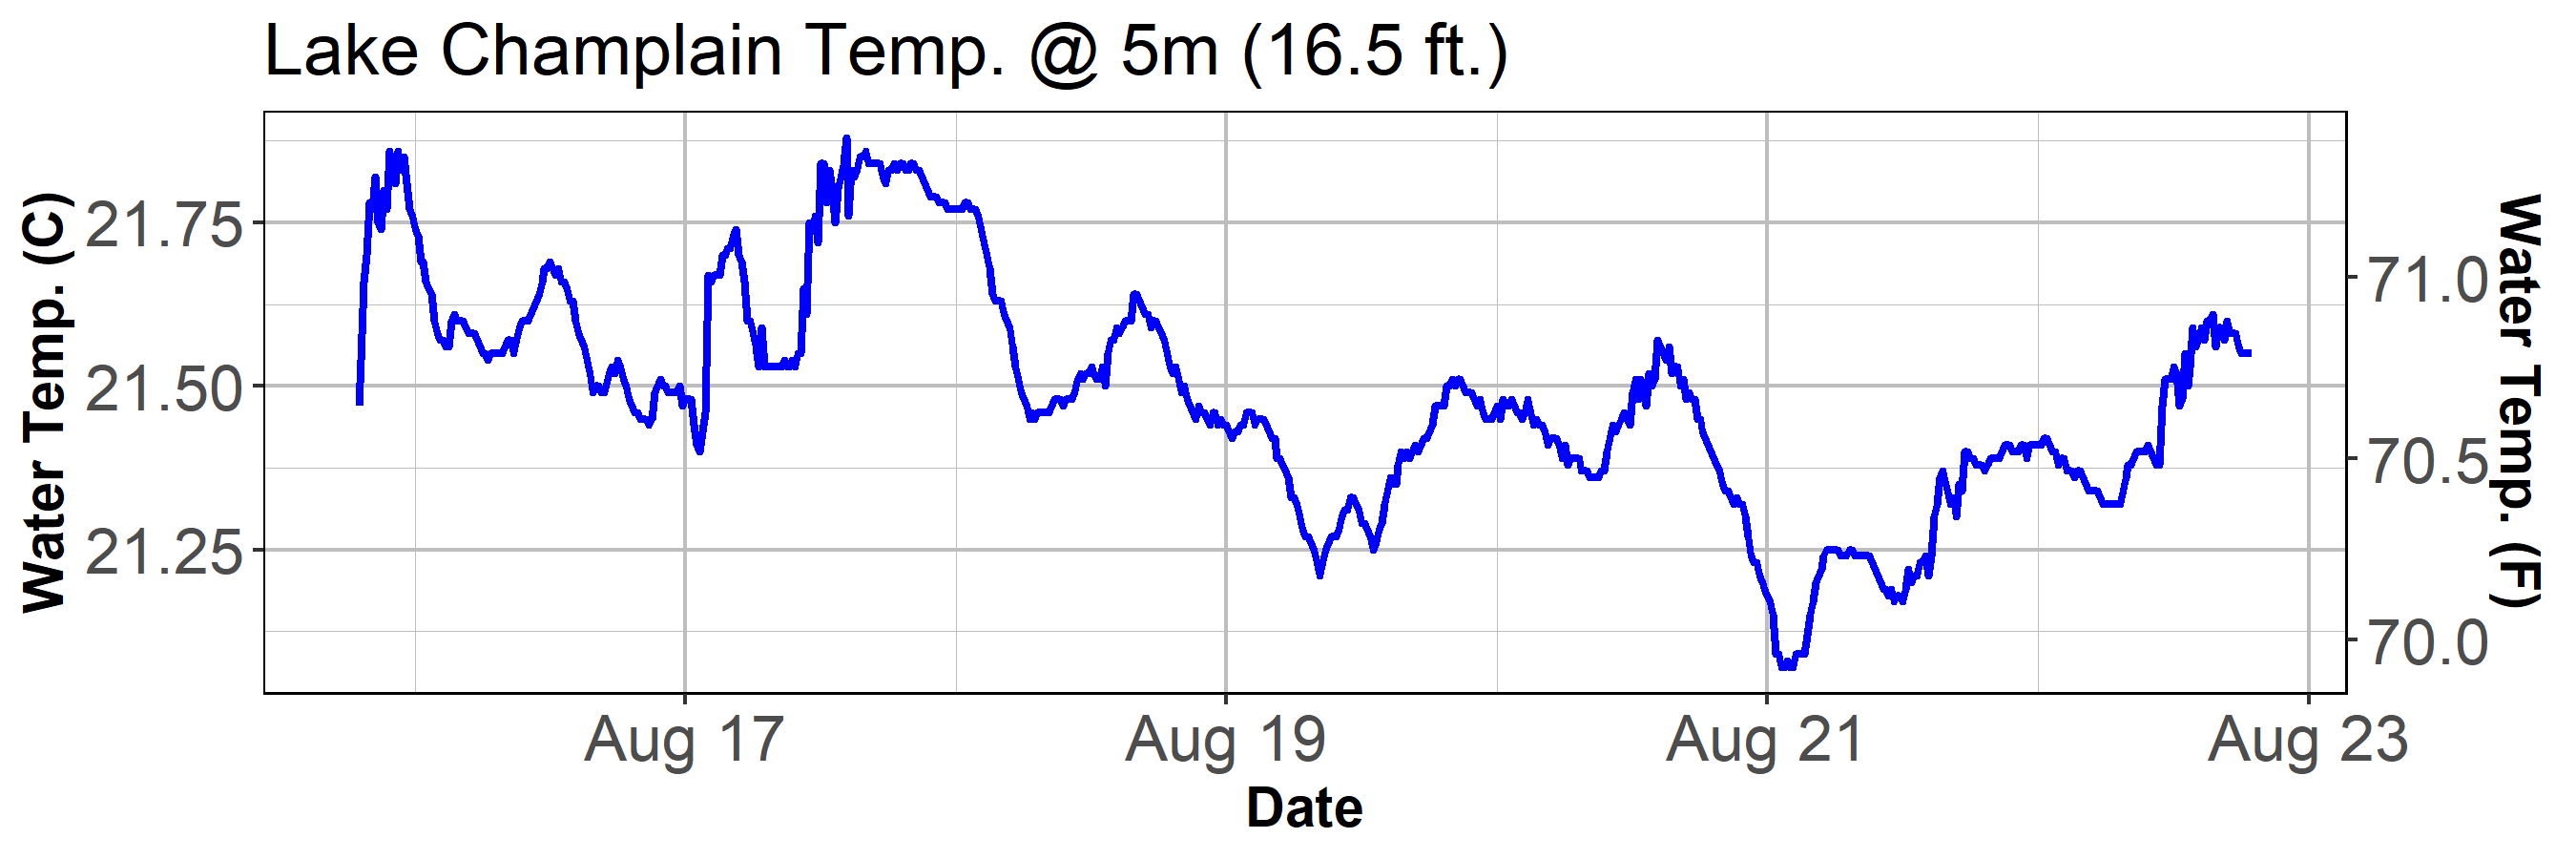 Lake Champlain Temp. @ 5m (16.5 ft.)
Water Temp. (C)
21.75
21.50
21.25
71.0
70.5
70.0
Water Temp. (F)
Aug 17
Aug 19
Aug 21
Aug 23
Date